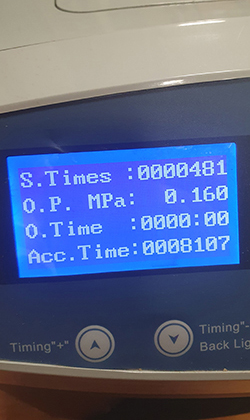 S.Times :0000481
O.P. MPa: 0.160
O.Time :0000:00
Acc.Time:0008107
Timing"+"
Timing"-
Back Lig